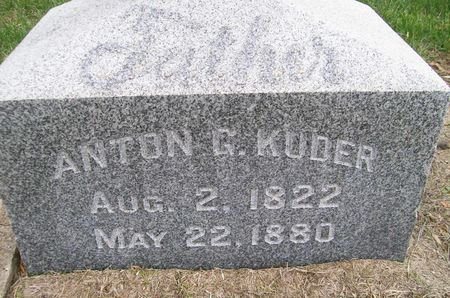 Father
ANTON G. KUDER
AUG. 2, 1822
MAY 22, 1880